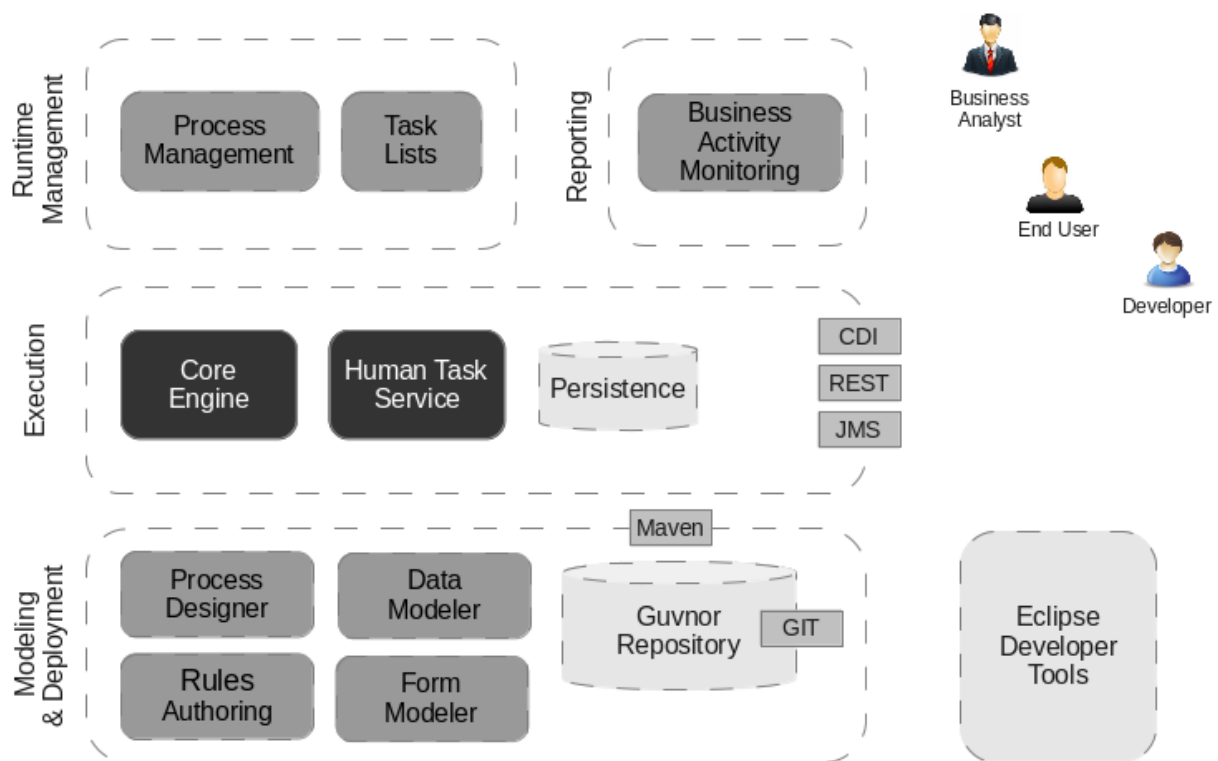 Runtime
Management
Process
Management
Task
Lists
Reporting
Business
Activity
Monitoring
Business
Analyst
End User
Developer
Execution
Core
Engine
Human Task
Service
Persistence
CDI
REST
JMS
Modeling
& Deployment
Process
Designer
Data
Modeler
Rules
Authoring
Form
Modeler
Maven
Guvnor
Repository
GIT
Eclipse
Developer
Tools